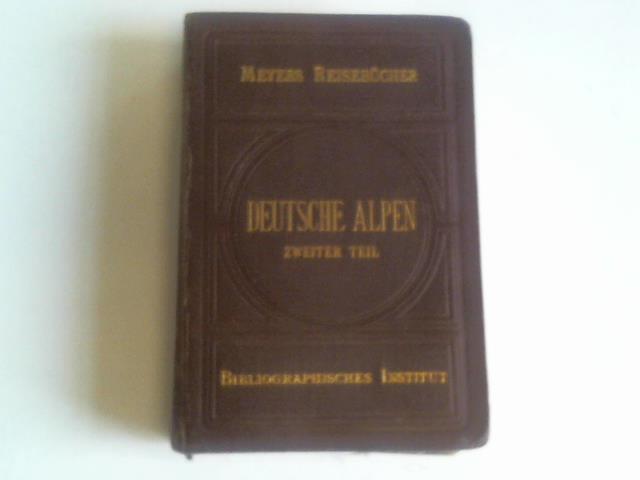 MEYERS REISEBÜCHER
DEUTSCHE ALPEN
ZWEITER TEIL
BIBLIOGRAPHISCHES INSTITUT